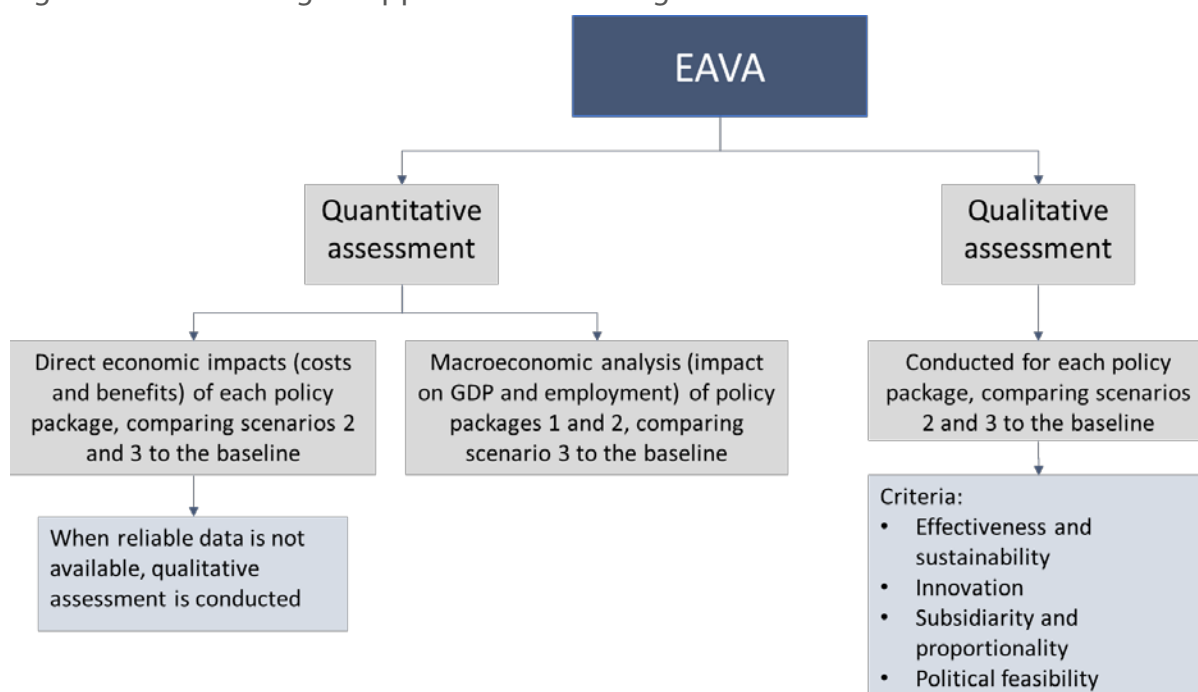 EAVA
Quantitative
assessment
Qualitative
assessment
Direct economic impacts (costs
and benefits) of each policy
package, comparing scenarios 2
and 3 to the baseline
Macroeconomic analysis (impact
on GDP and employment) of policy
packages 1 and 2, comparing
scenario 3 to the baseline
Conducted for each policy
package, comparing scenarios
2 and 3 to the baseline
When reliable data is not
available, qualitative
assessment is conducted
Criteria:
• Effectiveness and
sustainability
• Innovation
• Subsidiarity and
proportionality
• Political feasibility